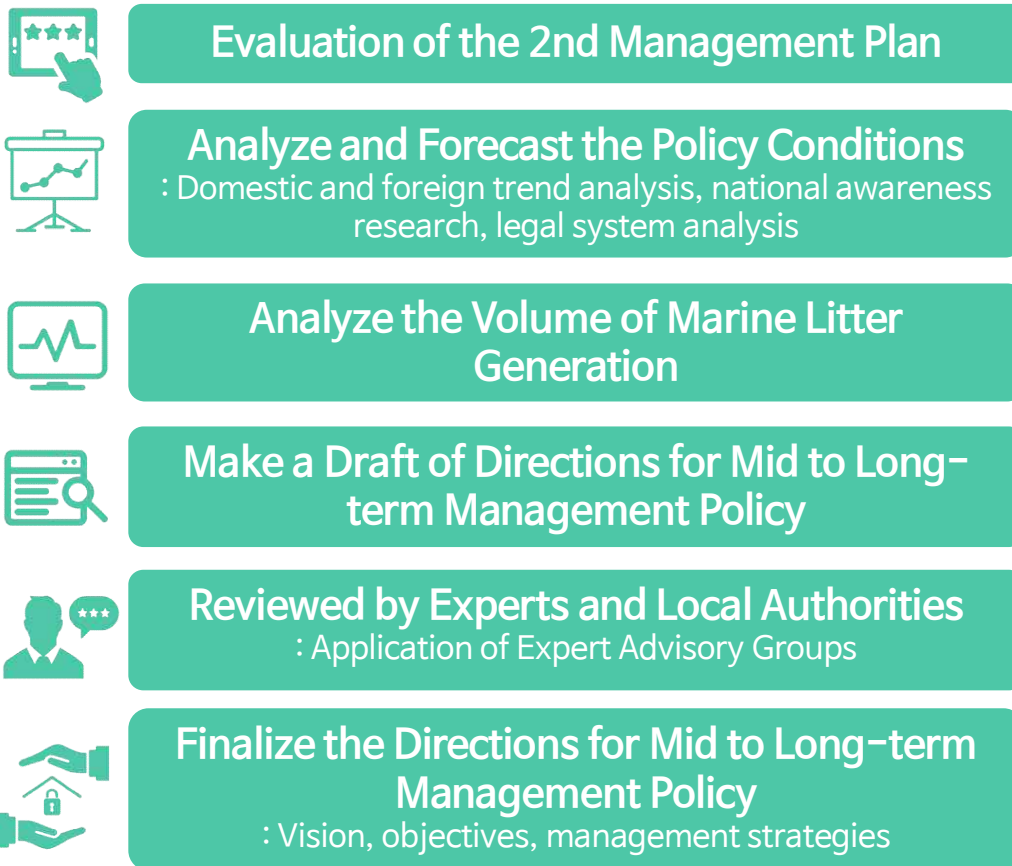 Evaluation of the 2nd Management Plan
Analyze and Forecast the Policy Conditions
: Domestic and foreign trend analysis, national awareness
research, legal system analysis
Analyze the Volume of Marine Litter
Generation
Make a Draft of Directions for Mid to Long-
term Management Policy
Reviewed by Experts and Local Authorities
: Application of Expert Advisory Groups
Finalize the Directions for Mid to Long-term
Management Policy
: Vision, objectives, management strategies